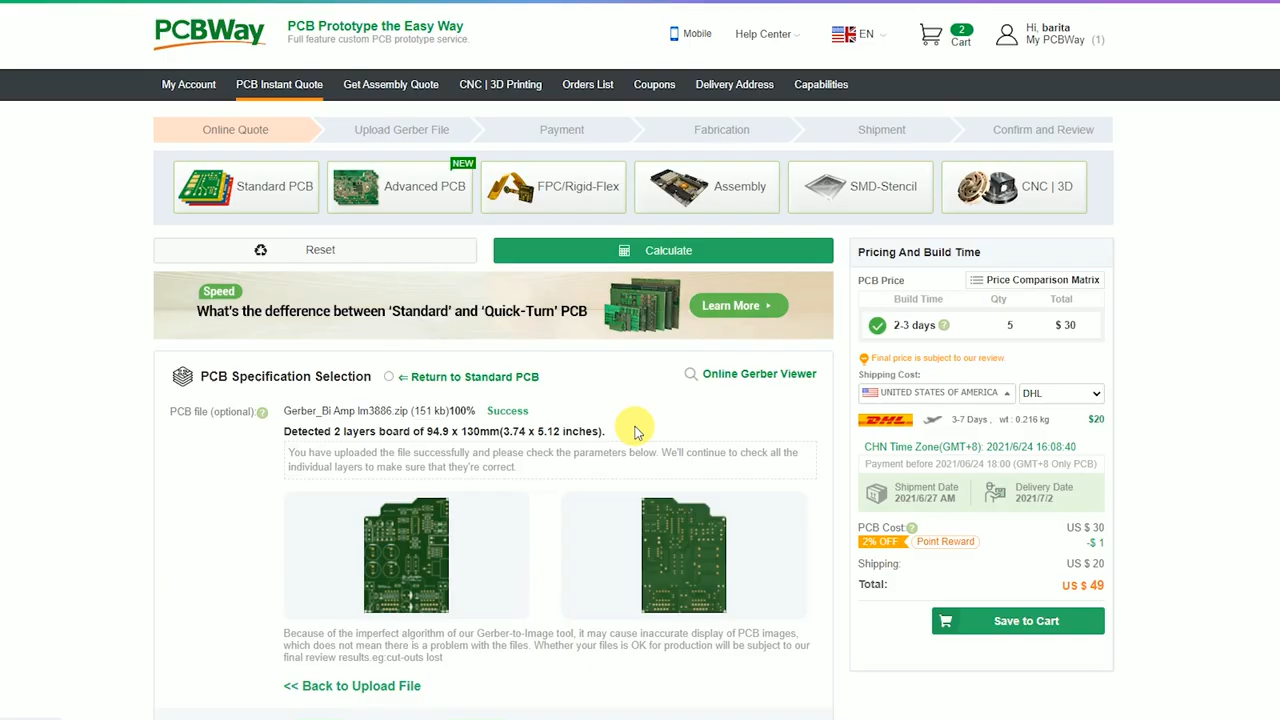 PCBWay
PCB Prototype the Easy Way
Full feature custom PCB prototype service.
Mobile
Help Center
EN
2
Cart
Hi, barita
My PCBWay (1)
My Account
PCB Instant Quote
Get Assembly Quote
CNC | 3D Printing
Orders List
Coupons
Delivery Address
Capabilities
Online Quote
Upload Gerber File
Payment
Fabrication
Shipment
Confirm and Review
Standard PCB
NEW
Advanced PCB
FPC/Rigid-Flex
Assembly
SMD-Stencil
CNC | 3D
Reset
Calculate
Speed
What's the defference between 'Standard' and 'Quick-Turn' PCB
Learn More
PCB Specification Selection
⇐ Return to Standard PCB
Online Gerber Viewer
PCB file (optional): ?
Gerber_Bi Amp lm3886.zip (151 kb)100% Success
Detected 2 layers board of 94.9 x 130mm(3.74 x 5.12 inches).
You have uploaded the file successfully and please check the parameters below. We'll continue to check all the
individual layers to make sure that they're correct.
Because of the imperfect algorithm of our Gerber-to-Image tool, it may cause inaccurate display of PCB images,
which does not mean there is a problem with the files. Whether your files is OK for production will be subject to our
final review results.eg:cut-outs lost
<< Back to Upload File
Pricing And Build Time
PCB Price
Price Comparison Matrix
Build Time Qty Total
2-3 days ? 5 $ 30
Final price is subject to our review.
Shipping Cost:
UNITED STATES OF AMERICA
DHL
DHL 3-7 Days , wt : 0.216 kg $20
CHN Time Zone(GMT+8): 2021/6/24 16:08:40
Payment before 2021/06/24 18:00 (GMT+8 Only PCB)
Shipment Date
2021/6/27 AM
Delivery Date
2021/7/2
PCB Cost: ? US $ 30
2% OFF Point Reward -$ 1
Shipping: US $ 20
Total: US $ 49
Save to Cart